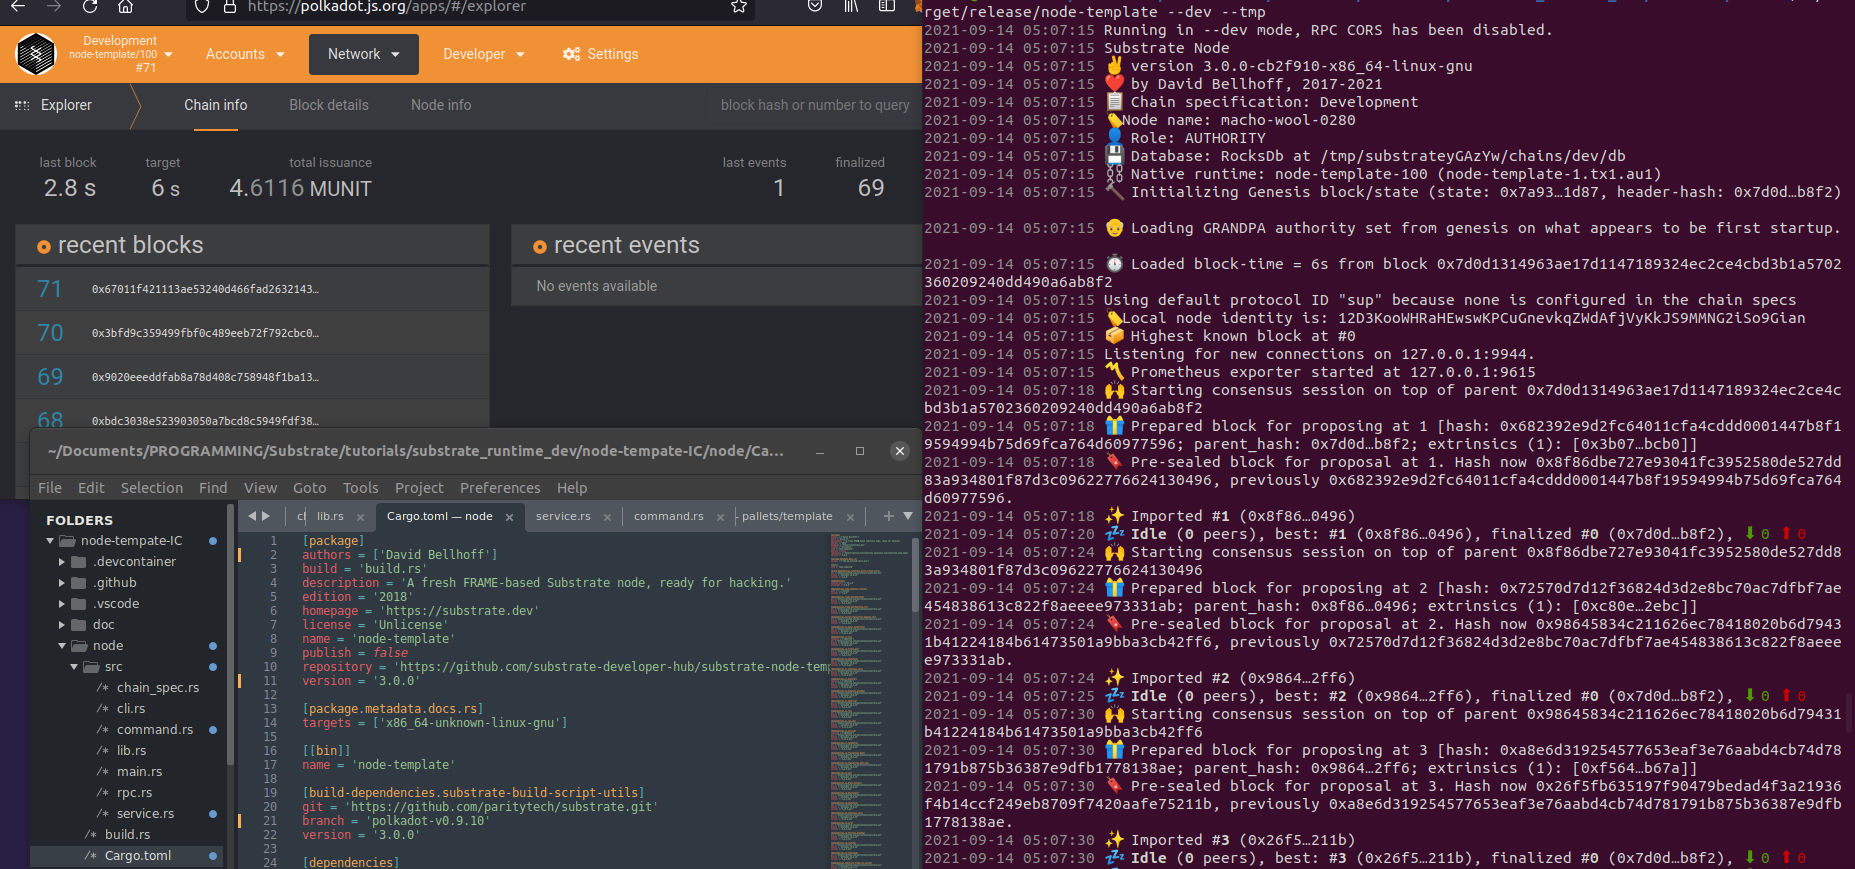 https://polkadot.js.org/apps/#/explorer
Development
node-template/100
#71
Accounts
Network
Developer
Settings
Explorer
Chain info
Block details
Node info
block hash or number to query
last block
target
total issuance
last events
finalized
2.8 s
6 s
4.6116 MUNIT
1
69
recent blocks
recent events
71 0x67011f421113ae53240d466fad2632143…
No events available
70 0x3bfd9c359499fbf0c489eeb72f792cbc0…
69 0x9020eeeddfab8a78d408c758948f1ba13…
68 0xbdc3038e523903050a7bcd8c5949fdf38…
~/Documents/PROGRAMMING/Substrate/tutorials/substrate_runtime_dev/node-tempate-IC/node/Ca...
File Edit Selection Find View Goto Tools Project Preferences Help
FOLDERS
node-tempate-IC
.devcontainer
.github
.vscode
doc
node
src
/* chain_spec.rs
/* cli.rs
/* command.rs
/* lib.rs
/* main.rs
/* rpc.rs
/* service.rs
/* build.rs
/* Cargo.toml
lib.rs
Cargo.toml — node
service.rs
command.rs
- pallets/template
1 [package]
2 authors = ['David Bellhoff']
3 build = 'build.rs'
4 description = 'A fresh FRAME-based Substrate node, ready for hacking.'
5 edition = '2018'
6 homepage = 'https://substrate.dev'
7 license = 'Unlicense'
8 name = 'node-template'
9 publish = false
10 repository = 'https://github.com/substrate-developer-hub/substrate-node-tem
11 version = '3.0.0'
12
13 [package.metadata.docs.rs]
14 targets = ['x86_64-unknown-linux-gnu']
15
16 [[bin]]
17 name = 'node-template'
18
19 [build-dependencies.substrate-build-script-utils]
20 git = 'https://github.com/paritytech/substrate.git'
21 branch = 'polkadot-v0.9.10'
22 version = '3.0.0'
23
24 [dependencies]
rget/release/node-template --dev --tmp
2021-09-14 05:07:15 Running in --dev mode, RPC CORS has been disabled.
2021-09-14 05:07:15 Substrate Node
2021-09-14 05:07:15 ✌️ version 3.0.0-cb2f910-x86_64-linux-gnu
2021-09-14 05:07:15 ❤️ by David Bellhoff, 2017-2021
2021-09-14 05:07:15 📋 Chain specification: Development
2021-09-14 05:07:15 🏷 Node name: macho-wool-0280
2021-09-14 05:07:15 👤 Role: AUTHORITY
2021-09-14 05:07:15 💾 Database: RocksDb at /tmp/substrateyGAzYw/chains/dev/db
2021-09-14 05:07:15 ⛓ Native runtime: node-template-100 (node-template-1.tx1.au1)
2021-09-14 05:07:15 🔨 Initializing Genesis block/state (state: 0x7a93…1d87, header-hash: 0x7d0d…b8f2)
2021-09-14 05:07:15 👴 Loading GRANDPA authority set from genesis on what appears to be first startup.
2021-09-14 05:07:15 ⏱ Loaded block-time = 6s from block 0x7d0d1314963ae17d1147189324ec2ce4cbd3b1a5702
360209240dd490a6ab8f2
2021-09-14 05:07:15 Using default protocol ID "sup" because none is configured in the chain specs
2021-09-14 05:07:15 🏷 Local node identity is: 12D3KooWHRaHEwswKPCuGnevkqZWdAfjVyKkJS9MMNG2iSo9Gian
2021-09-14 05:07:15 📦 Highest known block at #0
2021-09-14 05:07:15 Listening for new connections on 127.0.0.1:9944.
2021-09-14 05:07:15 〽️ Prometheus exporter started at 127.0.0.1:9615
2021-09-14 05:07:18 🙌 Starting consensus session on top of parent 0x7d0d1314963ae17d1147189324ec2ce4c
bd3b1a5702360209240dd490a6ab8f2
2021-09-14 05:07:18 🎁 Prepared block for proposing at 1 [hash: 0x682392e9d2fc64011cfa4cddd0001447b8f1
9594994b75d69fca764d60977596; parent_hash: 0x7d0d…b8f2; extrinsics (1): [0x3b07…bcb0]]
2021-09-14 05:07:18 🔖 Pre-sealed block for proposal at 1. Hash now 0x8f86dbe727e93041fc3952580de527dd
83a934801f87d3c09622776624130496, previously 0x682392e9d2fc64011cfa4cddd0001447b8f19594994b75d69fca764
d60977596.
2021-09-14 05:07:18 ✨ Imported #1 (0x8f86…0496)
2021-09-14 05:07:20 💤 Idle (0 peers), best: #1 (0x8f86…0496), finalized #0 (0x7d0d…b8f2), ⬇ 0 ⬆ 0
2021-09-14 05:07:24 🙌 Starting consensus session on top of parent 0x8f86dbe727e93041fc3952580de527dd8
3a934801f87d3c09622776624130496
2021-09-14 05:07:24 🎁 Prepared block for proposing at 2 [hash: 0x72570d7d12f36824d3d2e8bc70ac7dfbf7ae
454838613c822f8aeeee973331ab; parent_hash: 0x8f86…0496; extrinsics (1): [0xc80e…2ebc]]
2021-09-14 05:07:24 🔖 Pre-sealed block for proposal at 2. Hash now 0x98645834c211626ec78418020b6d7943
1b41224184b61473501a9bba3cb42ff6, previously 0x72570d7d12f36824d3d2e8bc70ac7dfbf7ae454838613c822f8aeee
e973331ab.
2021-09-14 05:07:24 ✨ Imported #2 (0x9864…2ff6)
2021-09-14 05:07:25 💤 Idle (0 peers), best: #2 (0x9864…2ff6), finalized #0 (0x7d0d…b8f2), ⬇ 0 ⬆ 0
2021-09-14 05:07:30 🙌 Starting consensus session on top of parent 0x98645834c211626ec78418020b6d79431
b41224184b61473501a9bba3cb42ff6
2021-09-14 05:07:30 🎁 Prepared block for proposing at 3 [hash: 0xa8e6d319254577653eaf3e76aabd4cb74d78
1791b875b36387e9dfb1778138ae; parent_hash: 0x9864…2ff6; extrinsics (1): [0xf564…b67a]]
2021-09-14 05:07:30 🔖 Pre-sealed block for proposal at 3. Hash now 0x26f5fb635197f90479bedad4f3a21936
f4b14ccf249eb8709f7420aafe75211b, previously 0xa8e6d319254577653eaf3e76aabd4cb74d781791b875b36387e9dfb
1778138ae.
2021-09-14 05:07:30 ✨ Imported #3 (0x26f5…211b)
2021-09-14 05:07:30 💤 Idle (0 peers), best: #3 (0x26f5…211b), finalized #0 (0x7d0d…b8f2), ⬇ 0 ⬆ 0